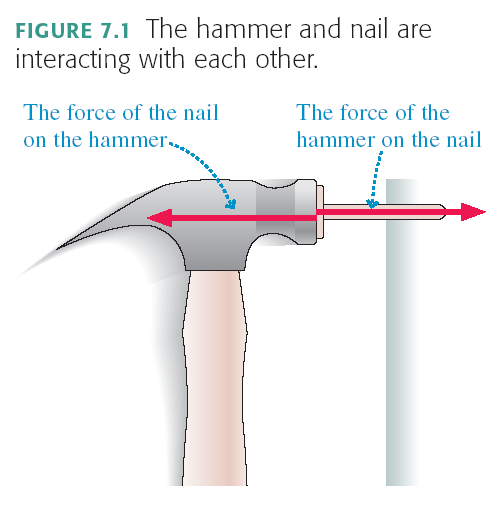 FIGURE 7.1 The hammer and nail are
interacting with each other.
The force of the nail
on the hammer
The force of the
hammer on the nail